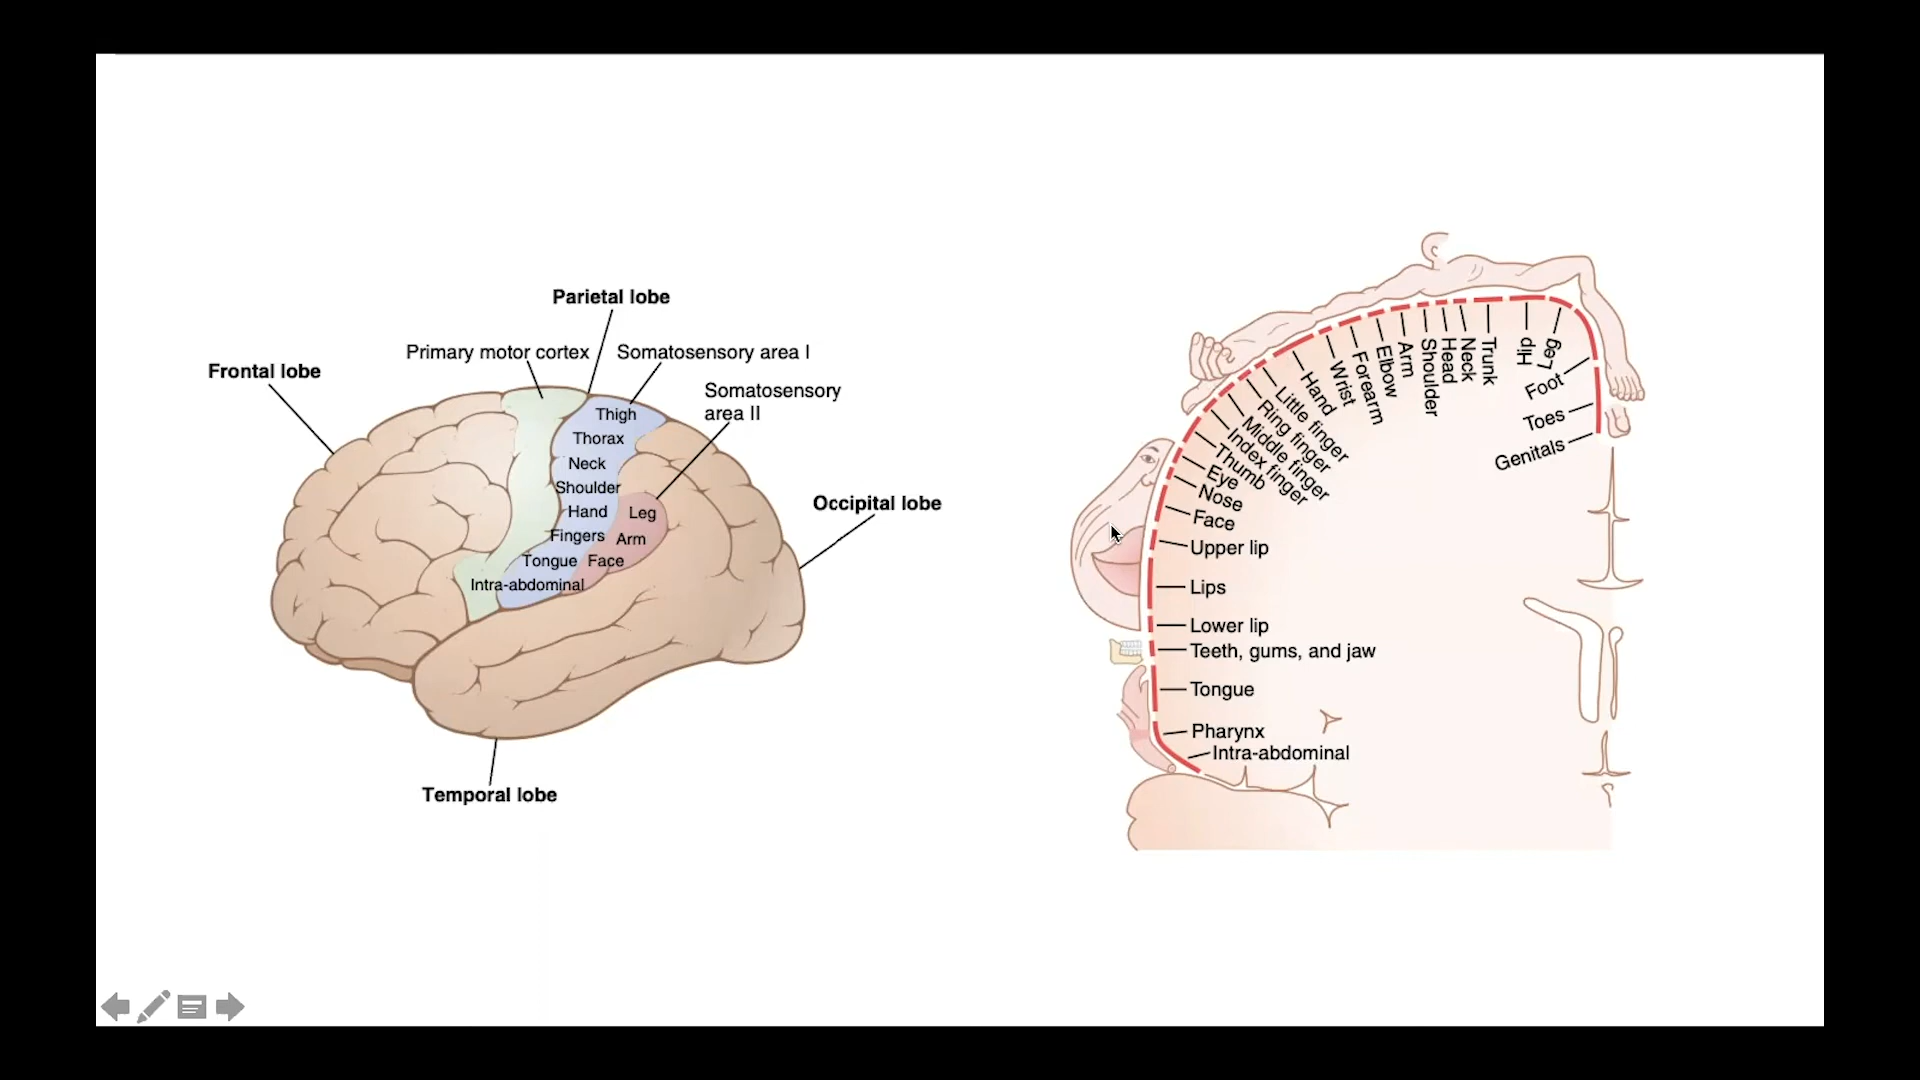 Parietal lobe
Primary motor cortex
Somatosensory area I
Frontal lobe
Somatosensory
area II
Thigh
Thorax
Neck
Shoulder
Hand
Fingers
Tongue
Intra-abdominal
Leg
Arm
Face
Occipital lobe
Temporal lobe
Genitals
Toes
Foot
Leg
Hip
Trunk
Neck
Head
Shoulder
Arm
Elbow
Forearm
Wrist
Hand
Little finger
Ring finger
Middle finger
Index finger
Thumb
Eye
Nose
Face
Upper lip
Lips
Lower lip
Teeth, gums, and jaw
Tongue
Pharynx
Intra-abdominal